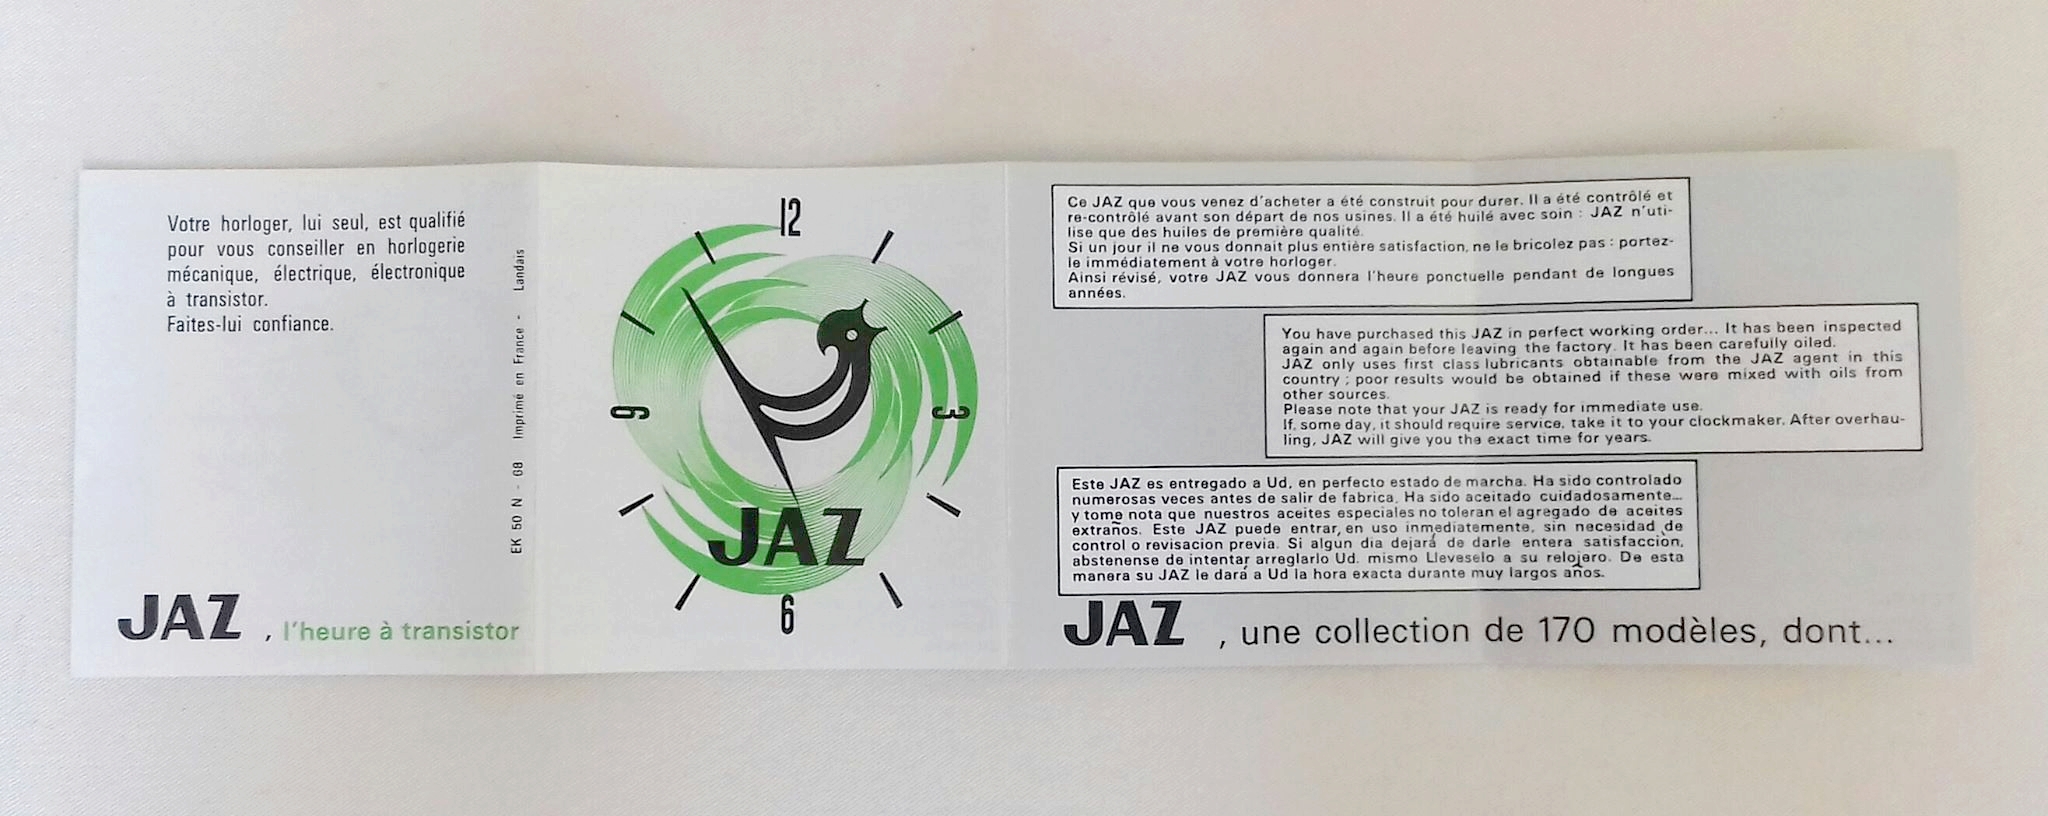 Votre horloger, lui seul, est qualifié
pour vous conseiller en horlogerie
mécanique, électrique, électronique
à transistor.
Faites-lui confiance.
JAZ , l'heure à transistor
EK 50 N - 68 Imprimé en France - Landais
12
9
3
JAZ
6
Ce JAZ que vous venez d'acheter a été construit pour durer. Il a été contrôlé et
re-contrôlé avant son départ de nos usines. Il a été huilé avec soin : JAZ n'uti-
lise que des huiles de première qualité.
Si un jour il ne vous donnait plus entière satisfaction, ne le bricolez pas : portez-
le immédiatement à votre horloger.
Ainsi révisé, votre JAZ vous donnera l'heure ponctuelle pendant de longues
années.
You have purchased this JAZ in perfect working order... It has been inspected
again and again before leaving the factory. It has been carefully oiled.
JAZ only uses first class lubricants obtainable from the JAZ agent in this
country ; poor results would be obtained if these were mixed with oils from
other sources.
Please note that your JAZ is ready for immediate use.
If, some day, it should require service, take it to your clockmaker. After overhau-
ling, JAZ will give you the exact time for years.
Este JAZ es entregado a Ud, en perfecto estado de marcha. Ha sido controlado
numerosas veces antes de salir de fabrica. Ha sido aceitado cuidadosamente...
y tome nota que nuestros aceites especiales no toleran el agregado de aceites
extraños. Este JAZ puede entrar, en uso inmediatemente, sin necesidad de
control o revisacion previa. Si algun dia dejará de darle entera satisfacciòn,
abstenense de intentar arreglarlo Ud. mismo Lleveselo a su relojero. De esta
manera su JAZ le dará a Ud la hora exacta durante muy largos años.
JAZ , une collection de 170 modèles, dont...